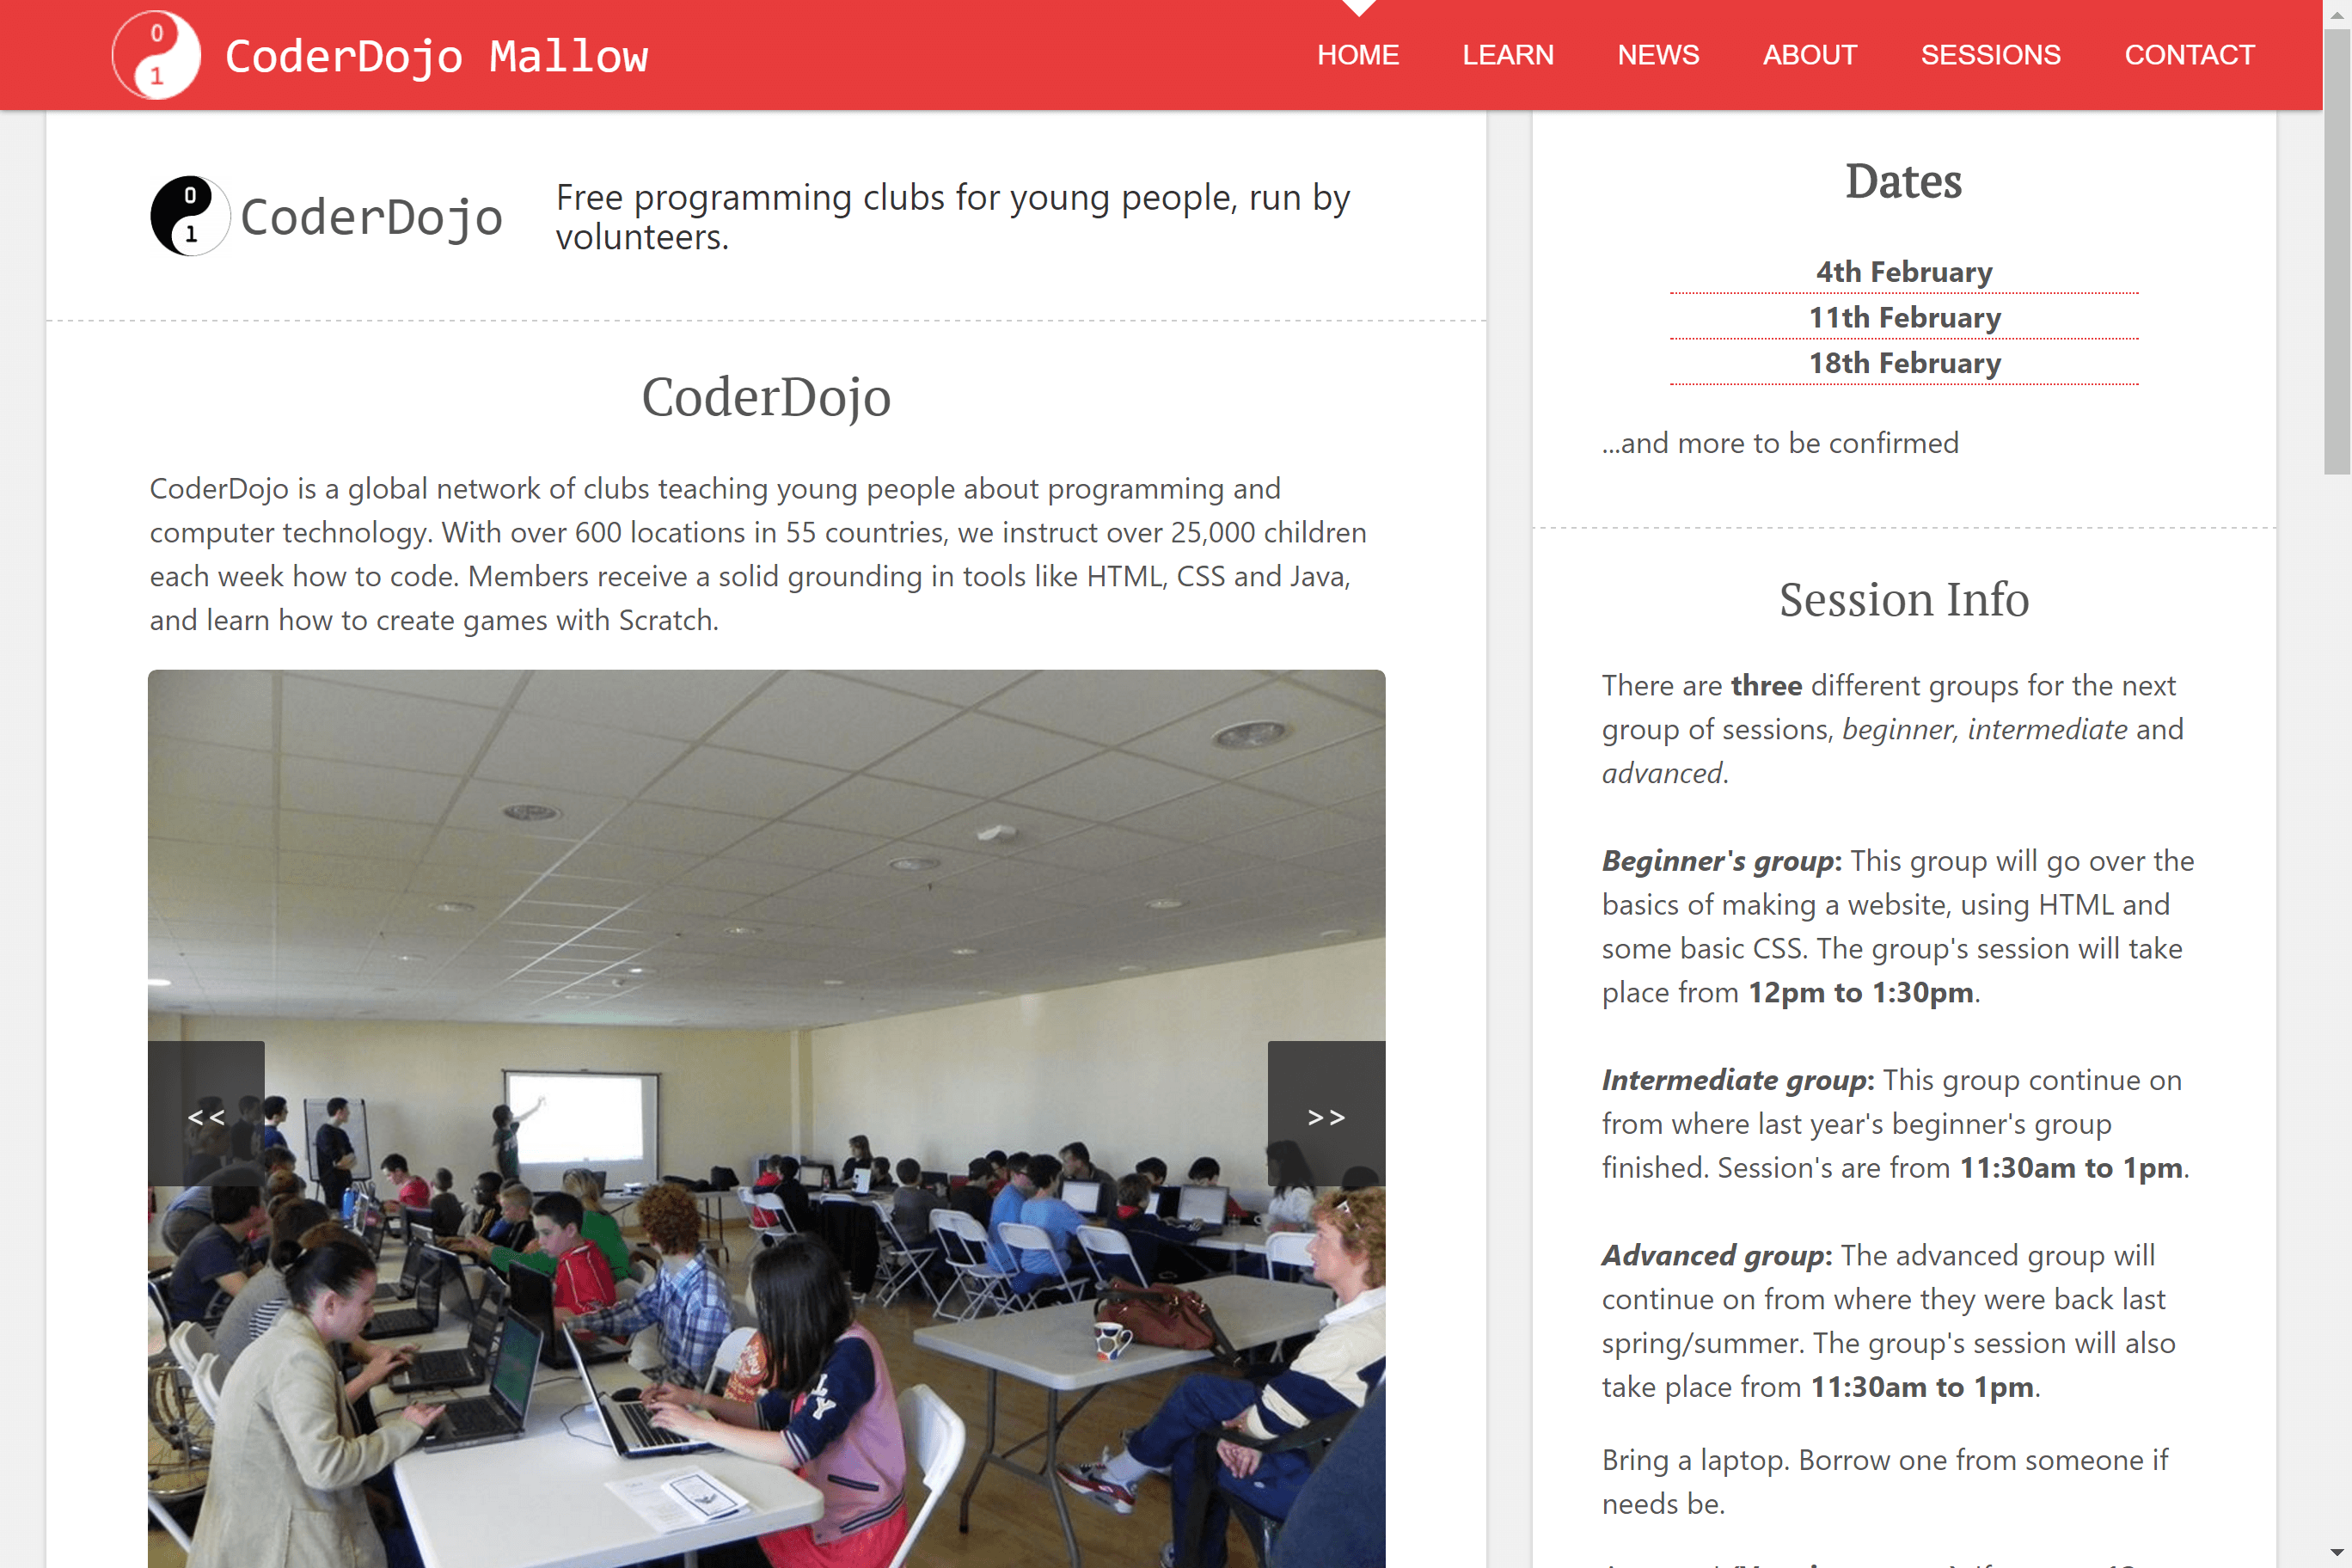 0
1
CoderDojo Mallow
HOME LEARN NEWS ABOUT SESSIONS CONTACT
0
1
CoderDojo
Free programming clubs for young people, run by
volunteers.
CoderDojo
CoderDojo is a global network of clubs teaching young people about programming and
computer technology. With over 600 locations in 55 countries, we instruct over 25,000 children
each week how to code. Members receive a solid grounding in tools like HTML, CSS and Java,
and learn how to create games with Scratch.
<<
>>
Dates
4th February
11th February
18th February
...and more to be confirmed
Session Info
There are three different groups for the next
group of sessions, beginner, intermediate and
advanced.
Beginner's group: This group will go over the
basics of making a website, using HTML and
some basic CSS. The group's session will take
place from 12pm to 1:30pm.
Intermediate group: This group continue on
from where last year's beginner's group
finished. Session's are from 11:30am to 1pm.
Advanced group: The advanced group will
continue on from where they were back last
spring/summer. The group's session will also
take place from 11:30am to 1pm.
Bring a laptop. Borrow one from someone if
needs be.